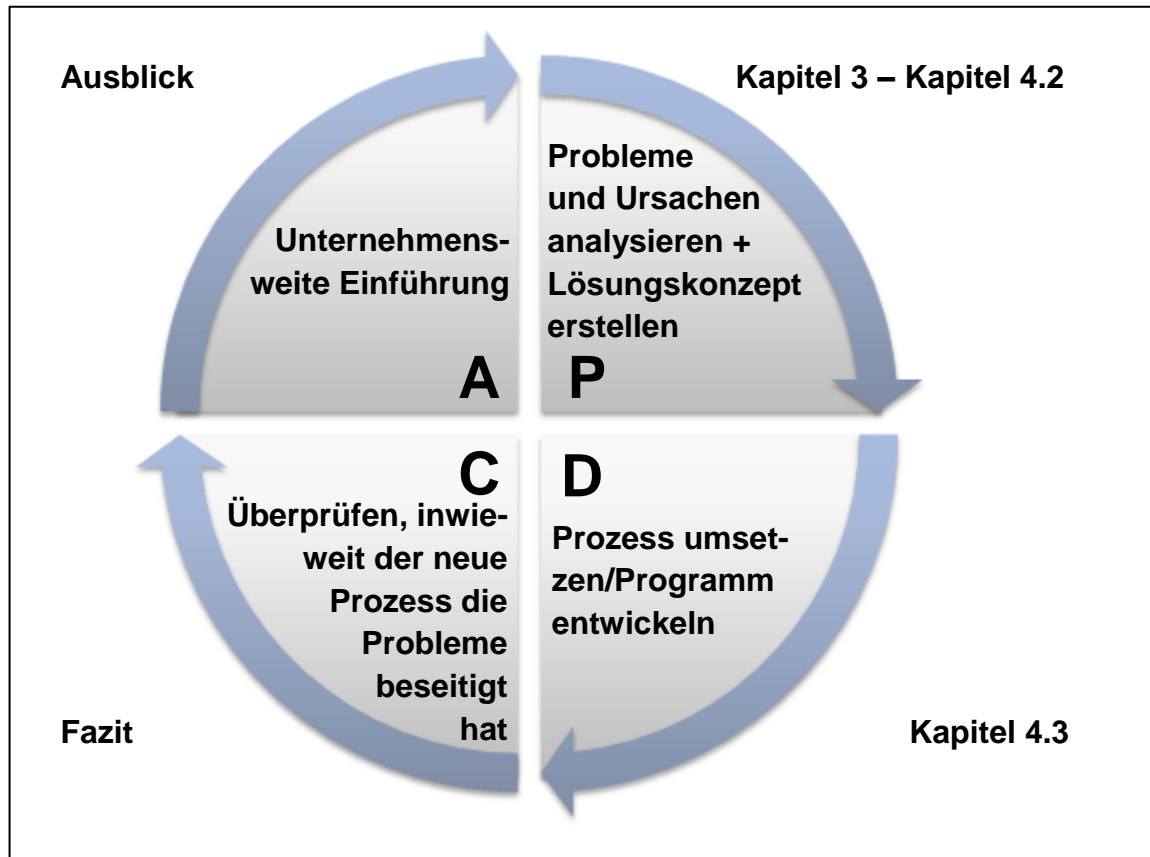 Ausblick
Kapitel 3 – Kapitel 4.2
Probleme
und Ursachen
analysieren +
Lösungskonzept
erstellen
P
Unternehmens-
weite Einführung
A
D
Prozess umset-
zen/Programm
entwickeln
Kapitel 4.3
C
Überprüfen, inwie-
weit der neue
Prozess die
Probleme
beseitigt
hat
Fazit